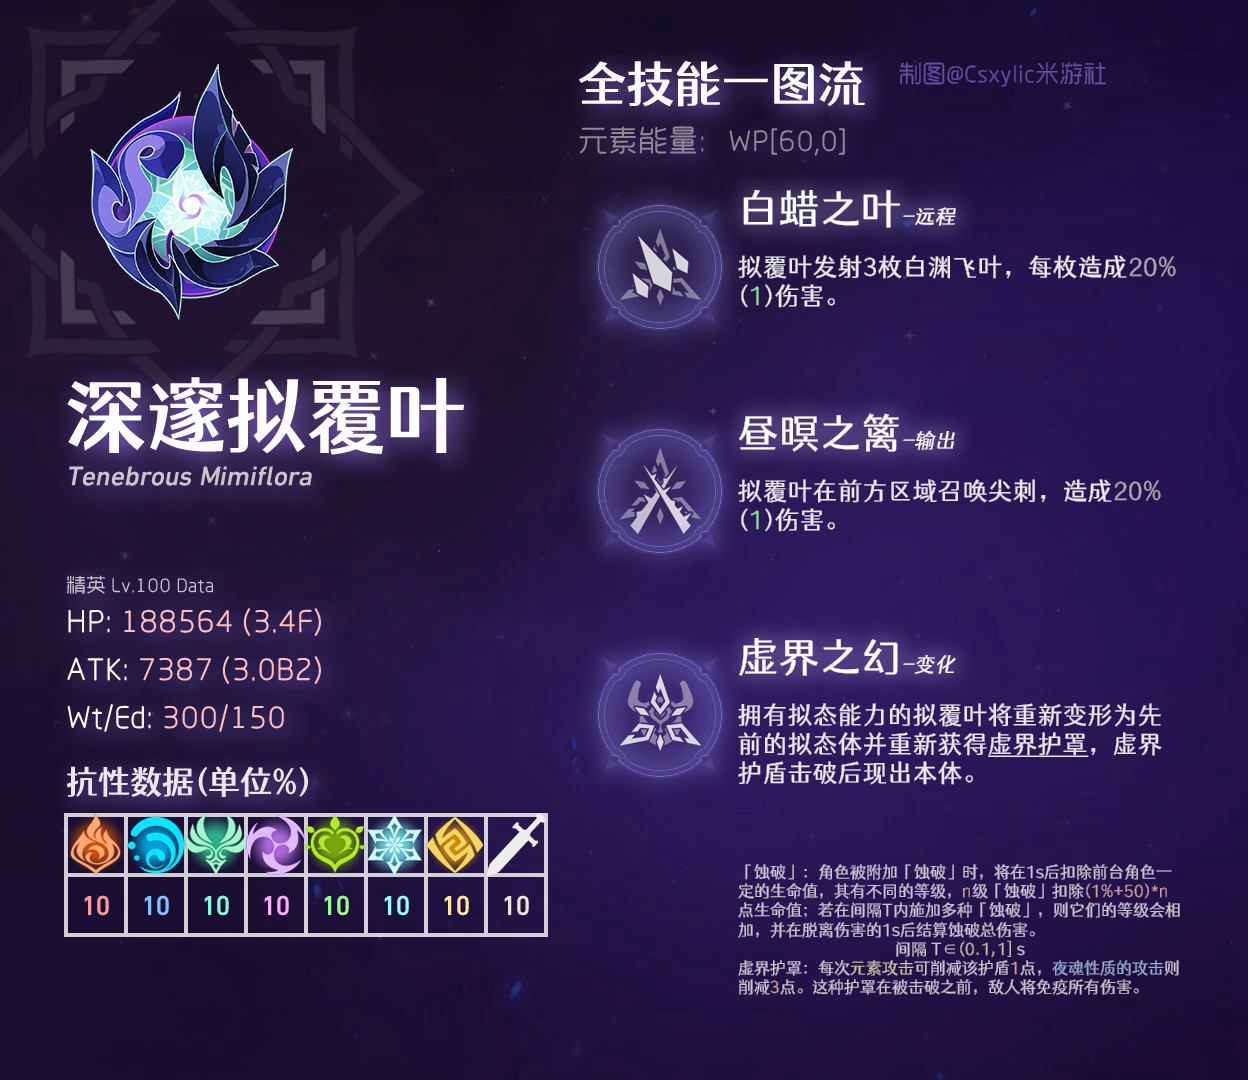 全技能一图流
制图@Csxylic米游社
元素能量: WP[60,0]
白蜡之叶–远程
拟覆叶发射3枚白渊飞叶，每枚造成20%
(1)伤害。
深邃拟覆叶
Tenebrous Mimiflora
昼暝之篱–输出
拟覆叶在前方区域召唤尖刺，造成20%
(1)伤害。
精英 Lv.100 Data
HP: 188564 (3.4F)
ATK: 7387 (3.0B2)
Wt/Ed: 300/150
虚界之幻–变化
拥有拟态能力的拟覆叶将重新变形为先
前的拟态体并重新获得虚界护罩，虚界
护盾击破后现出本体。
抗性数据(单位%)
10 10 10 10 10 10 10 10
「蚀破」: 角色被附加「蚀破」时，将在1s后扣除前台角色一
定的生命值，其有不同的等级，n级「蚀破」扣除(1%+50)*n
点生命值；若在间隔T内施加多种「蚀破」，则它们的等级会相
加，并在脱离伤害的1s后结算蚀破总伤害。
间隔 T∈(0.1,1] s
虚界护罩: 每次元素攻击可削减该护盾1点，夜魂性质的攻击则
削减3点。这种护罩在被击破之前，敌人将免疫所有伤害。